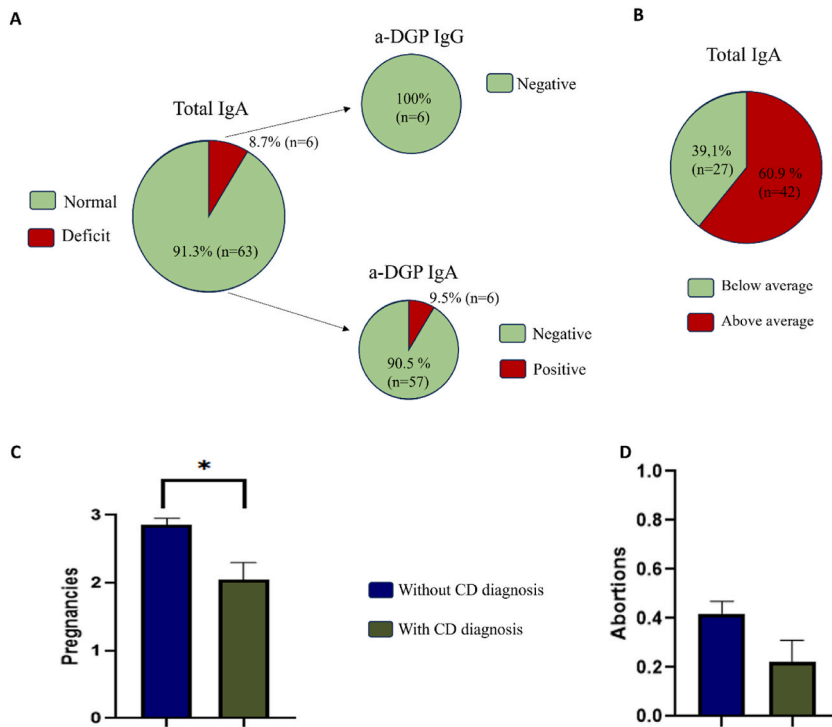 A
a-DGP IgG
100%
(n=6)
Negative
Total IgA
8.7% (n=6)
Normal
Deficit
91.3% (n=63)
a-DGP IgA
9.5% (n=6)
90.5 %
(n=57)
Negative
Positive
B
Total IgA
39,1%
(n=27)
60.9 %
(n=42)
Below average
Above average
C
*
Pregnancies
3
2
1
0
Without CD diagnosis
With CD diagnosis
D
Abortions
1.0
0.8
0.6
0.4
0.2
0.0